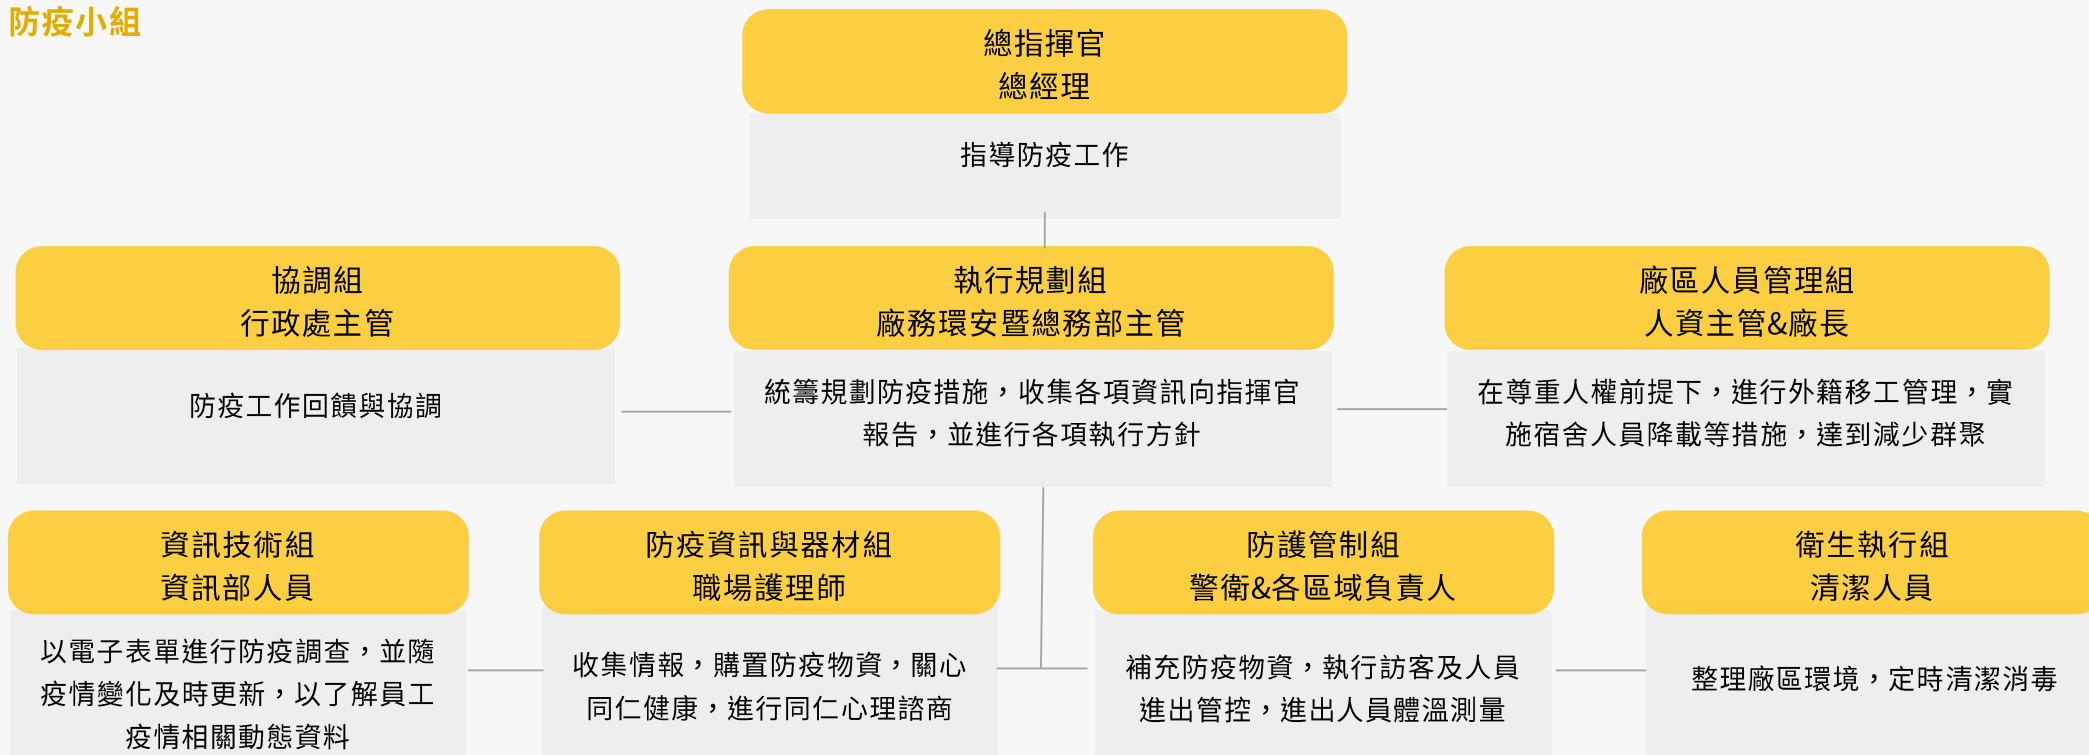 防疫小組
總指揮官
總經理
指導防疫工作
協調組
行政處主管
防疫工作回饋與協調
執行規劃組
廠務環安暨總務部主管
統籌規劃防疫措施，收集各項資訊向指揮官
報告，並進行各項執行方針
廠區人員管理組
人資主管&廠長
在尊重人權前提下，進行外籍移工管理，實
施宿舍人員降載等措施，達到減少群聚
資訊技術組
資訊部人員
以電子表單進行防疫調查，並隨
疫情變化及時更新，以了解員工
疫情相關動態資料
防疫資訊與器材組
職場護理師
收集情報，購置防疫物資，關心
同仁健康，進行同仁心理諮商
防護管制組
警衛&各區域負責人
補充防疫物資，執行訪客及人員
進出管控，進出人員體溫測量
衛生執行組
清潔人員
整理廠區環境，定時清潔消毒